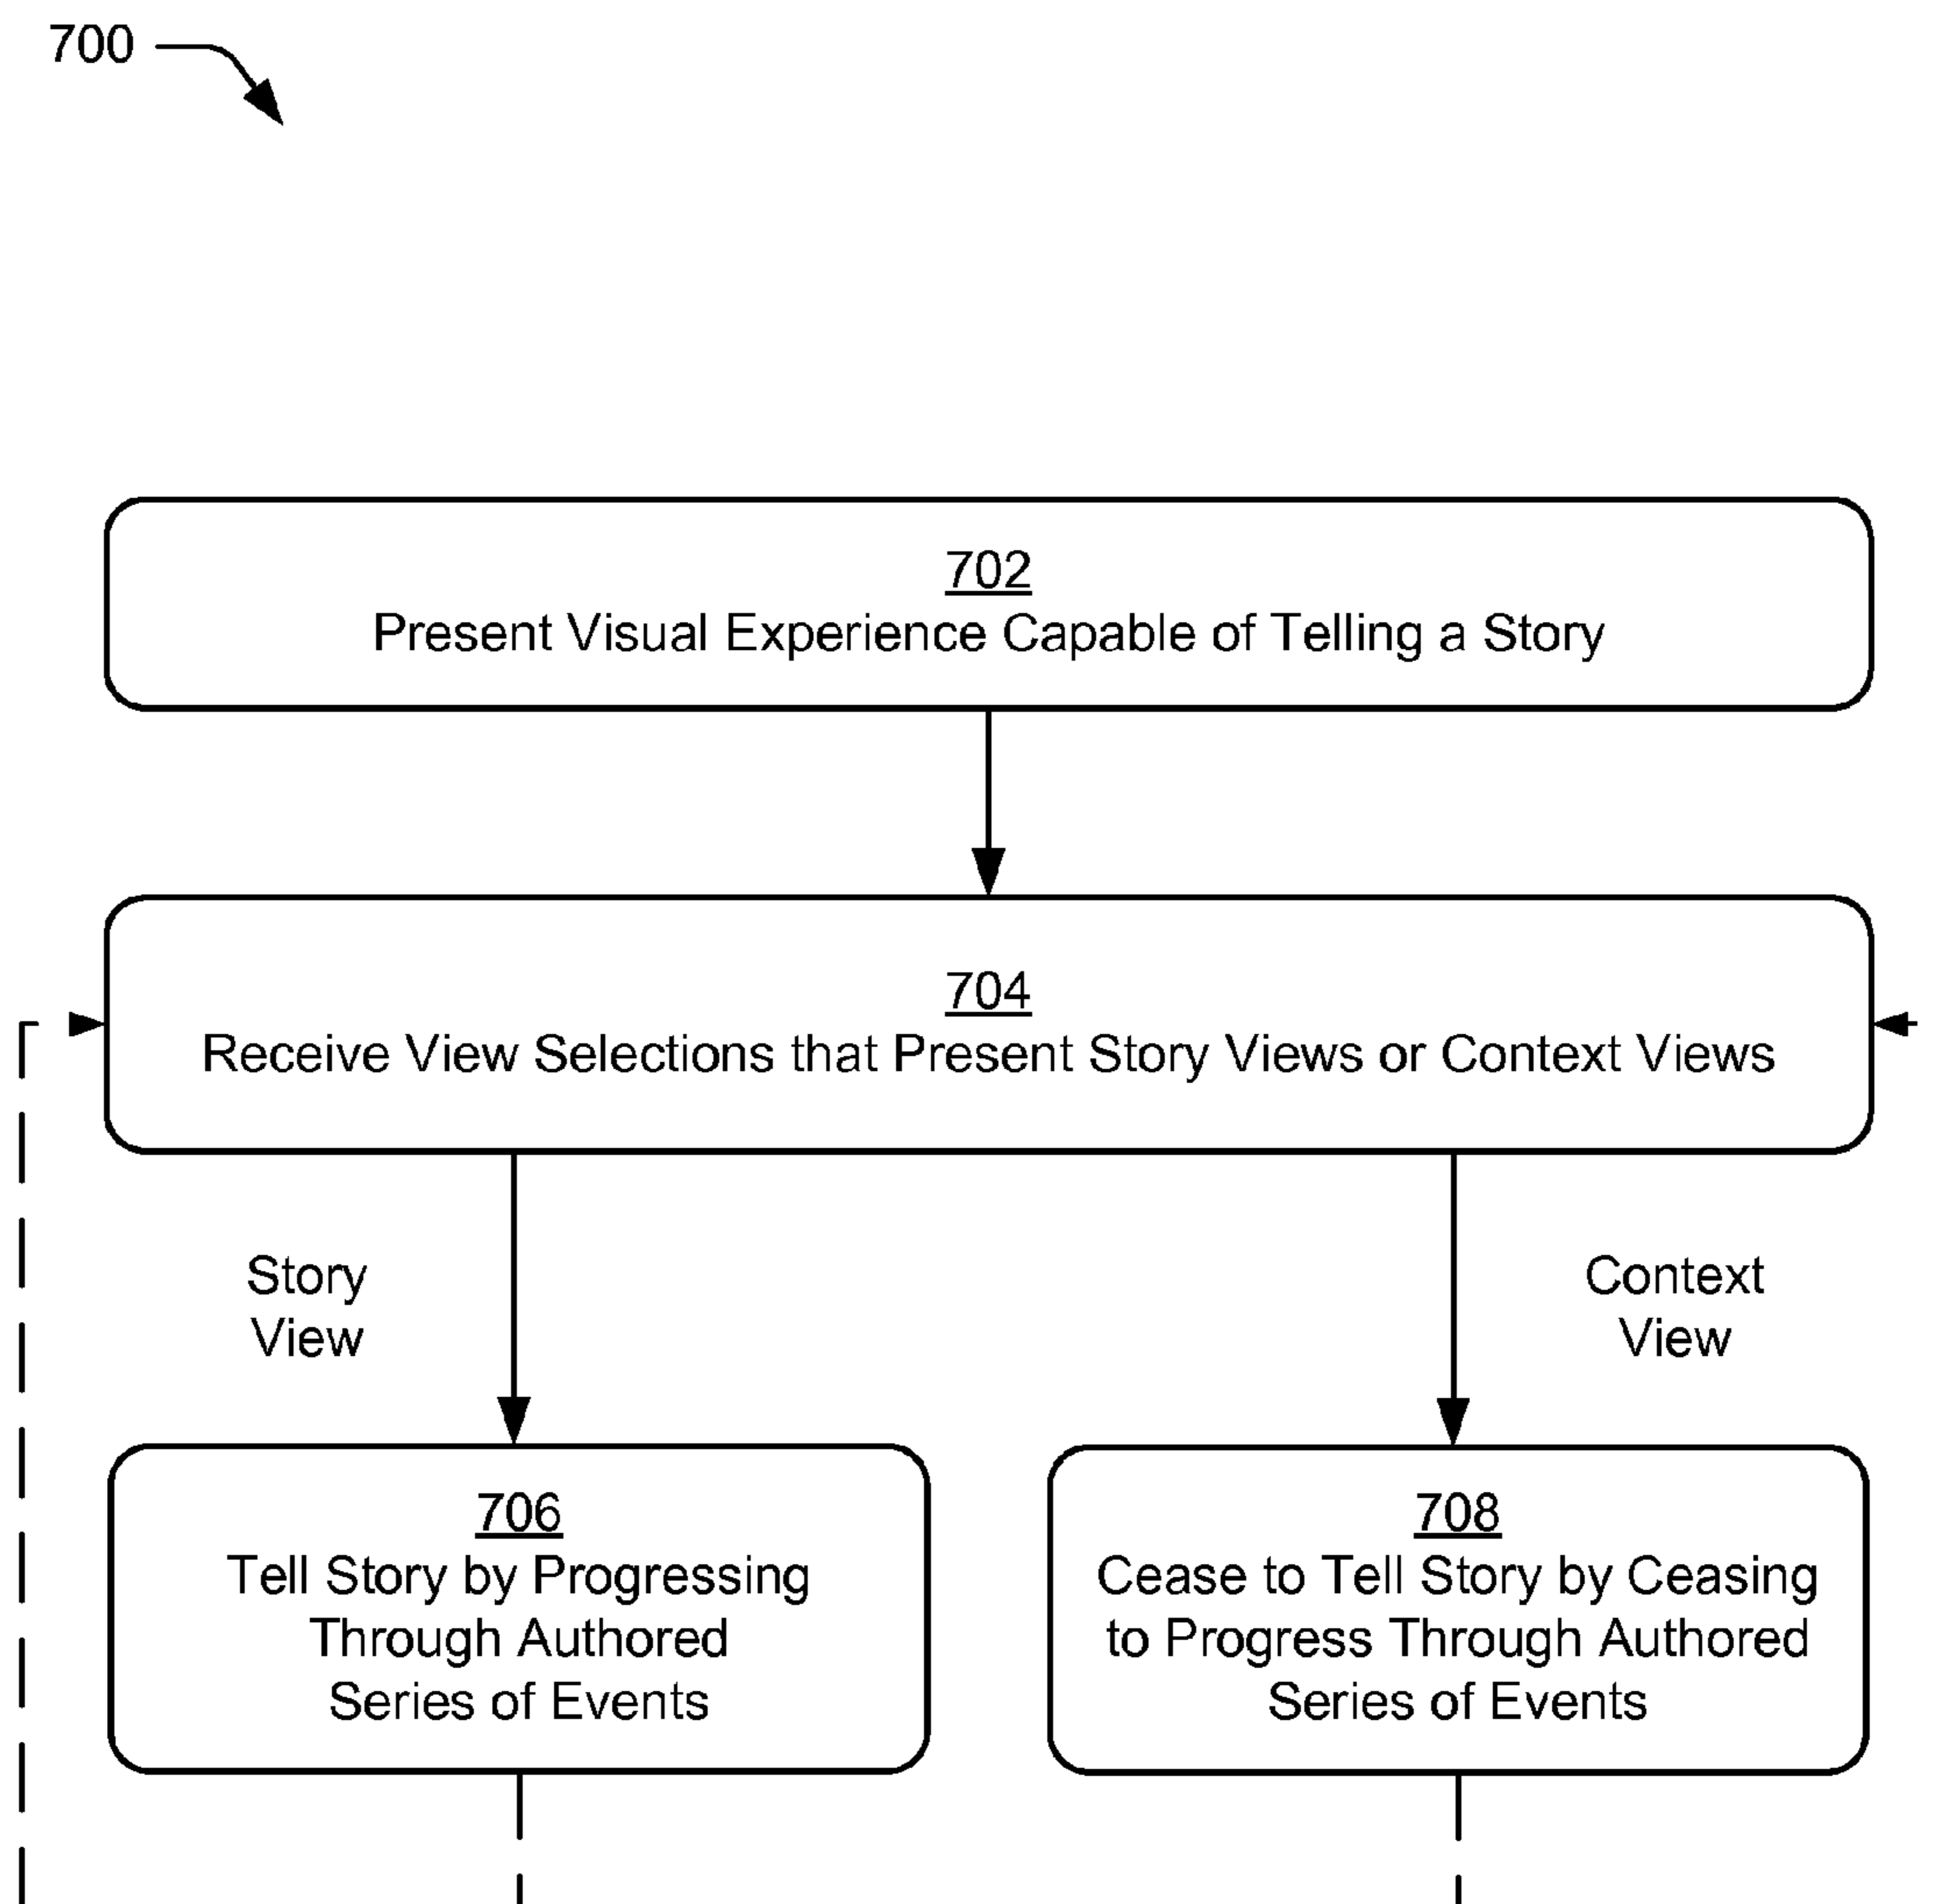 700
702
Present Visual Experience Capable of Telling a Story
704
Receive View Selections that Present Story Views or Context Views
Story
View
Context
View
706
Tell Story by Progressing
Through Authored
Series of Events
708
Cease to Tell Story by Ceasing
to Progress Through Authored
Series of Events